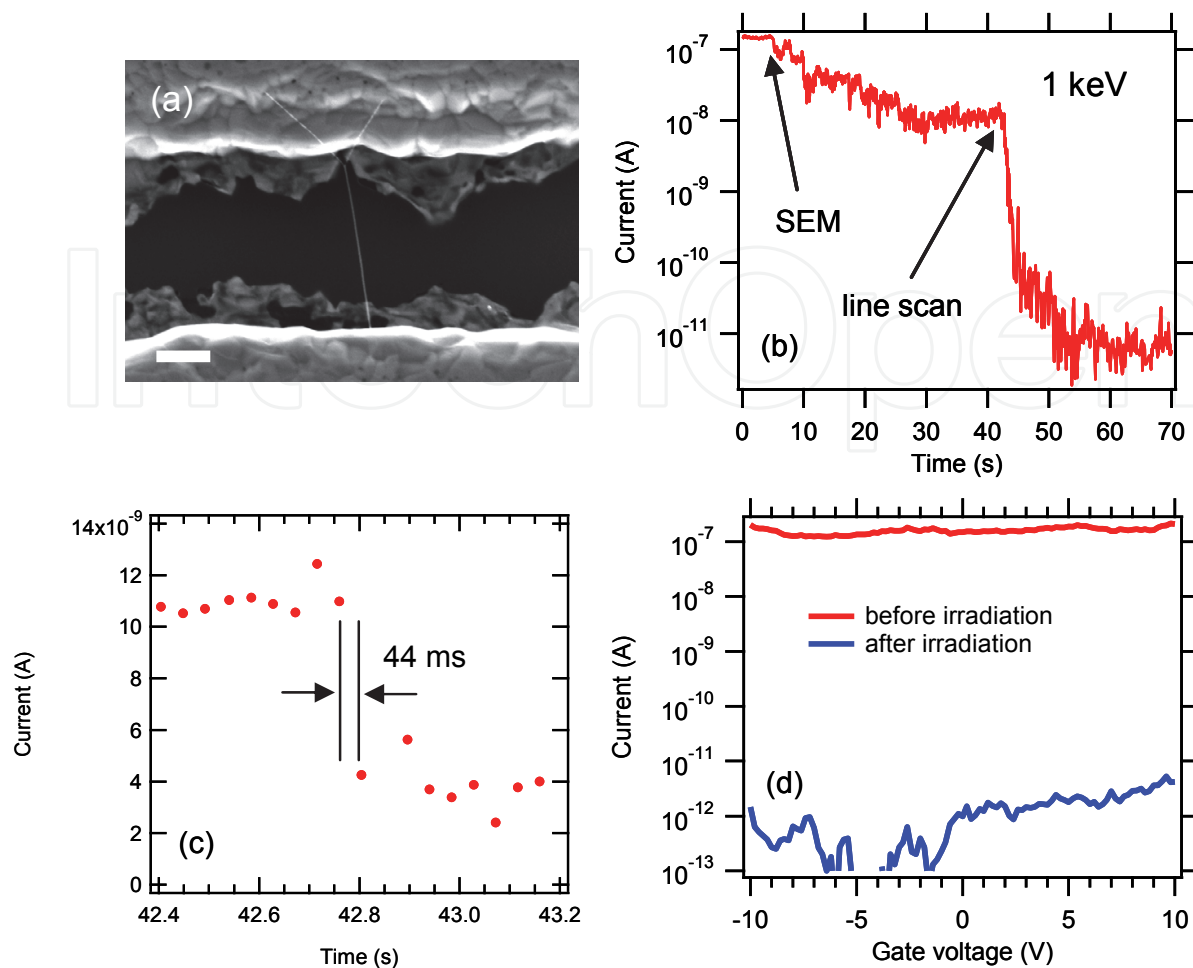 (a)
10⁻⁷
10⁻⁸
10⁻⁹
10⁻¹⁰
10⁻¹¹
Current (A)
1 keV
SEM
line scan
(b)
0 10 20 30 40 50 60 70
Time (s)
14x10⁻⁹
12
10
8
6
4
2
0
Current (A)
44 ms
(c)
42.4 42.6 42.8 43.0 43.2
Time (s)
10⁻⁷
10⁻⁸
10⁻⁹
10⁻¹⁰
10⁻¹¹
10⁻¹²
10⁻¹³
Current (A)
before irradiation
after irradiation
(d)
-10 -5 0 5 10
Gate voltage (V)
IntechOpen